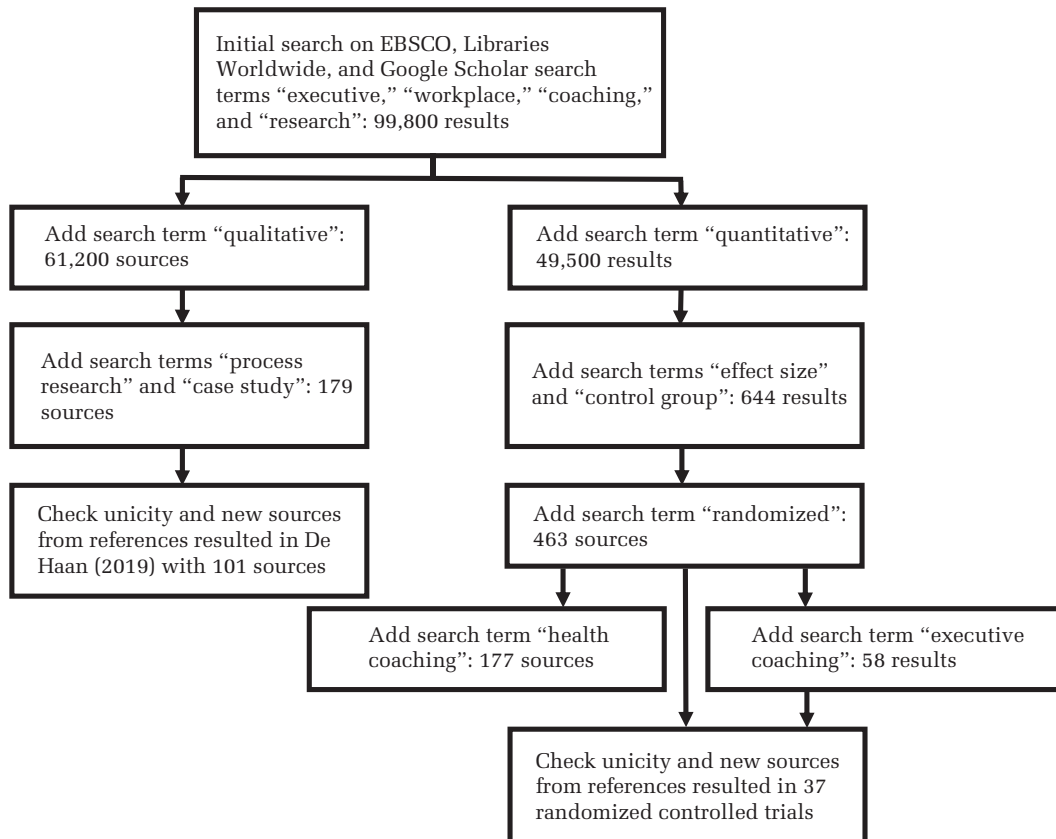 Initial search on EBSCO, Libraries
Worldwide, and Google Scholar search
terms “executive,” “workplace,” “coaching,”
and “research”: 99,800 results
Add search term “qualitative”:
61,200 sources
Add search term “quantitative”:
49,500 results
Add search terms “process
research” and “case study”: 179
sources
Add search terms “effect size”
and “control group”: 644 results
Check unicity and new sources
from references resulted in De
Haan (2019) with 101 sources
Add search term “randomized”:
463 sources
Add search term “health
coaching”: 177 sources
Add search term “executive
coaching”: 58 results
Check unicity and new sources
from references resulted in 37
randomized controlled trials